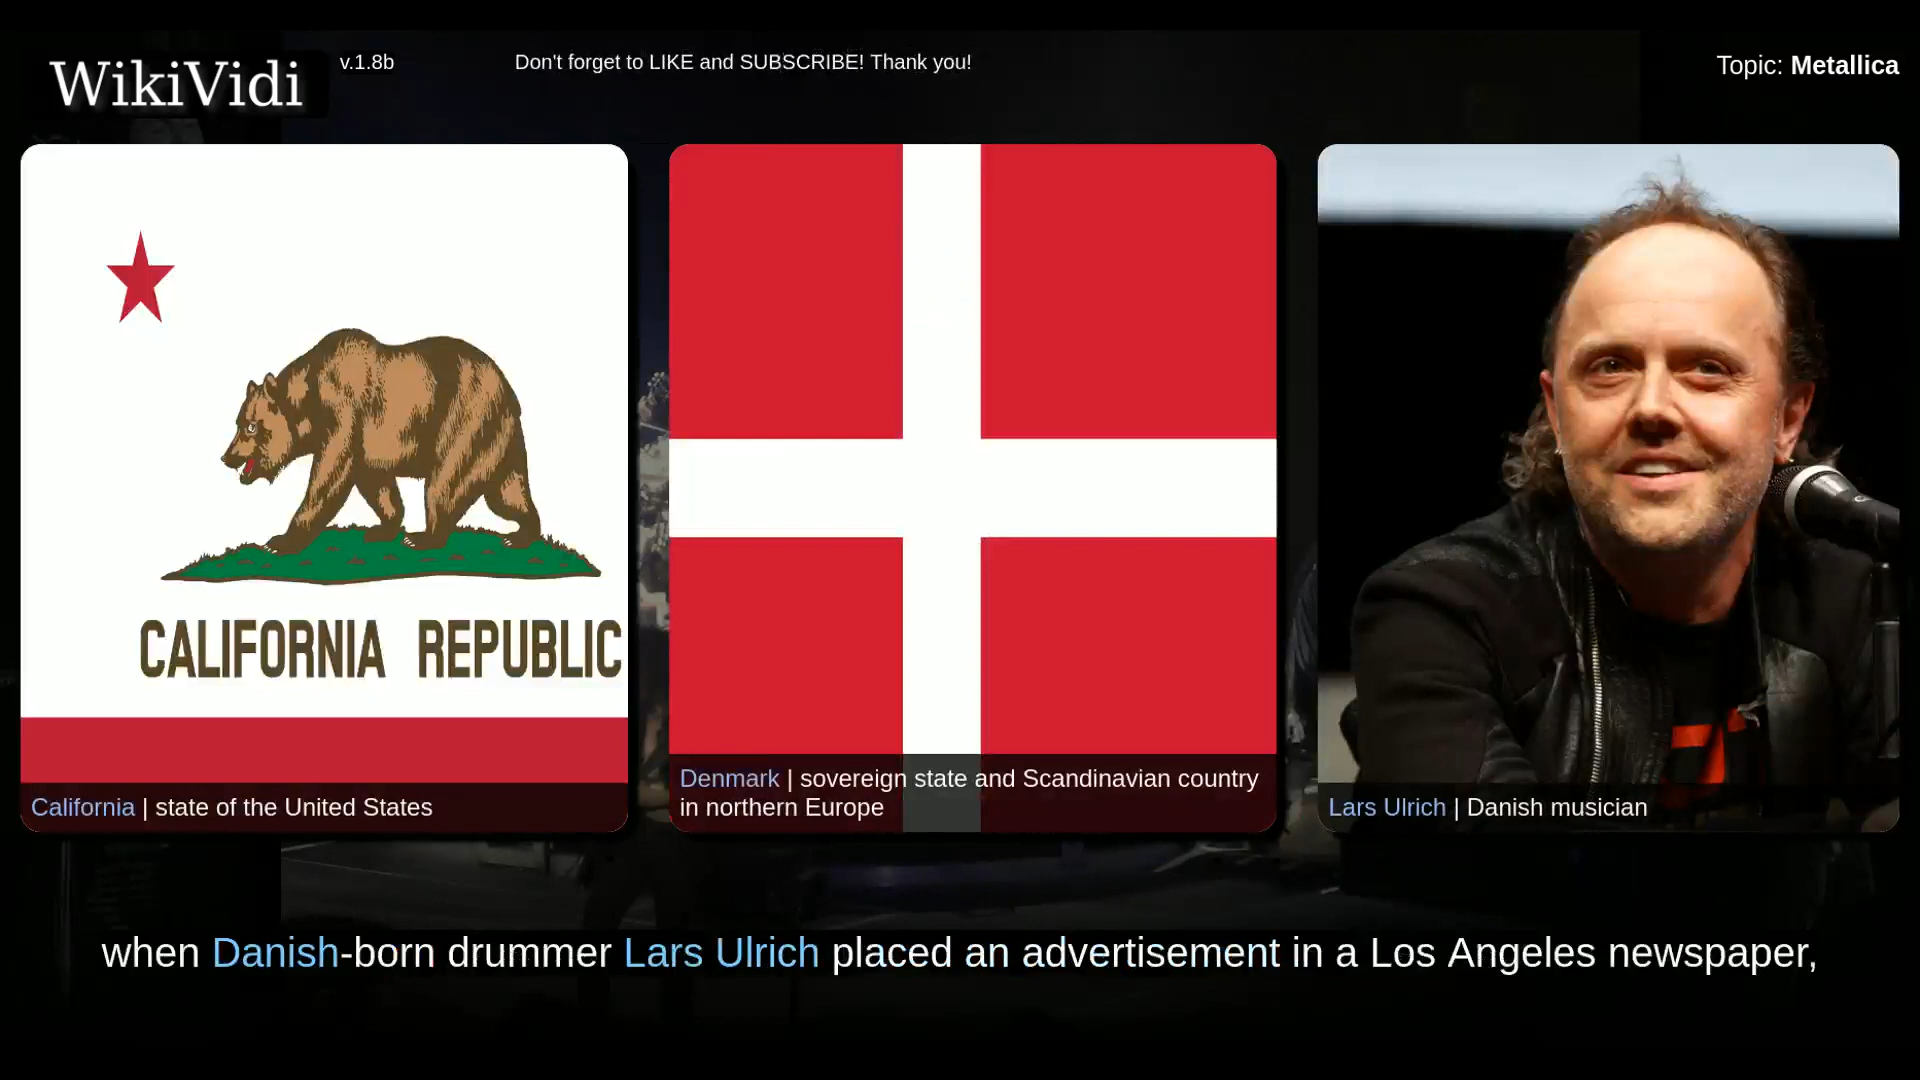 WikiVidi
v.1.8b
Don't forget to LIKE and SUBSCRIBE! Thank you!
Topic: Metallica
CALIFORNIA REPUBLIC
California | state of the United States
Denmark | sovereign state and Scandinavian country
in northern Europe
Lars Ulrich | Danish musician
when Danish-born drummer Lars Ulrich placed an advertisement in a Los Angeles newspaper,